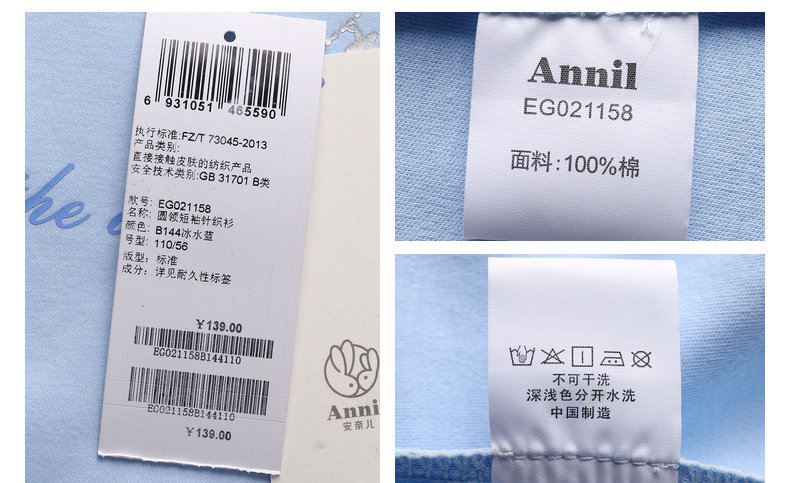 6 931051 465590
执行标准:FZ/T 73045-2013
产品类别:
直接接触皮肤的纺织产品
安全技术类别:GB 31701 B类
款号: EG021158
名称: 圆领短袖针织衫
颜色: B144冰水蓝
号型: 110/56
版型: 标准
成分: 详见耐久性标签
￥139.00
EG021158B144110
EG021158B144110
￥139.00
the
Annil
安奈儿
Annil
EG021158
面料:100%棉
不可干洗
深浅色分开水洗
中国制造